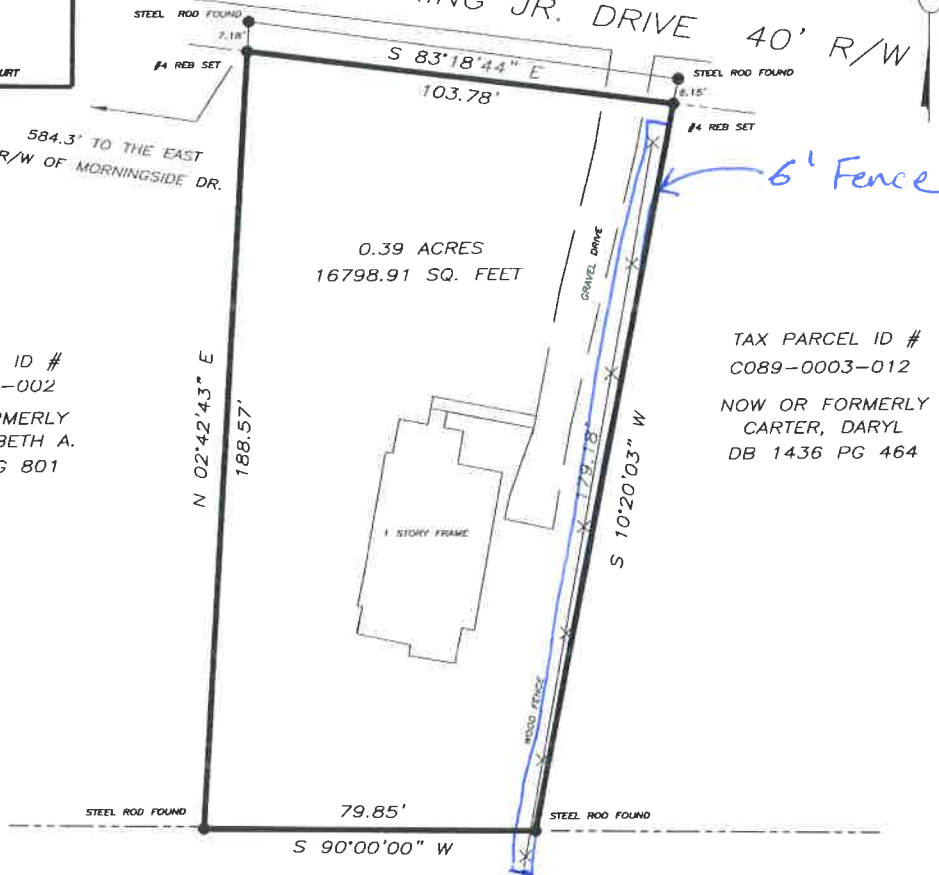 STEEL ROD FOUND
JR. DRIVE 40' R/W
7.18'
S 83°18'44" E
STEEL ROD FOUND
#4 REB SET
103.78'
#4 REB SET
584.3' TO THE EAST
R/W OF MORNINGSIDE DR.
6' Fence
0.39 ACRES
16798.91 SQ. FEET
GRAVEL DRIVE
TAX PARCEL ID #
C089-0003-012
NOW OR FORMERLY
CARTER, DARYL
DB 1436 PG 464
ID #
-002
BETH A.
801
N 02°42'43" E
188.57'
179.18'
S 10°20'03" W
1 STORY FRAME
WOOD FENCE
STEEL ROD FOUND
79.85'
STEEL ROD FOUND
S 90°00'00" W